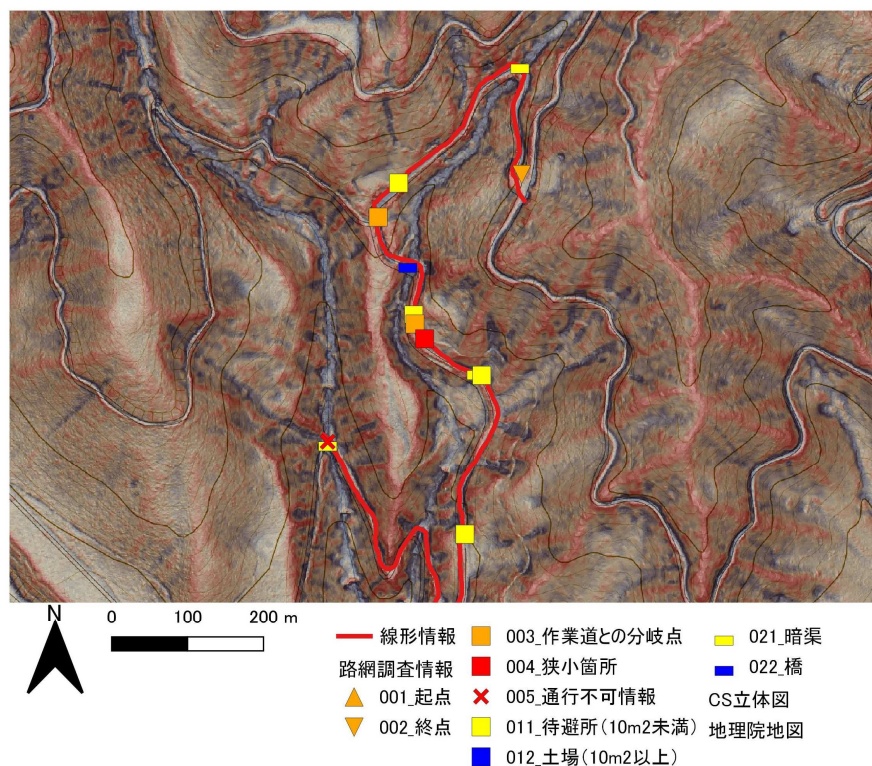 N
0 100 200 m
線形情報
路網調査情報
001_起点
002_終点
003_作業道との分岐点
004_狭小箇所
005_通行不可情報
011_待避所(10m2未満)
012_土場(10m2以上)
021_暗渠
022_橋
CS立体図
地理院地図